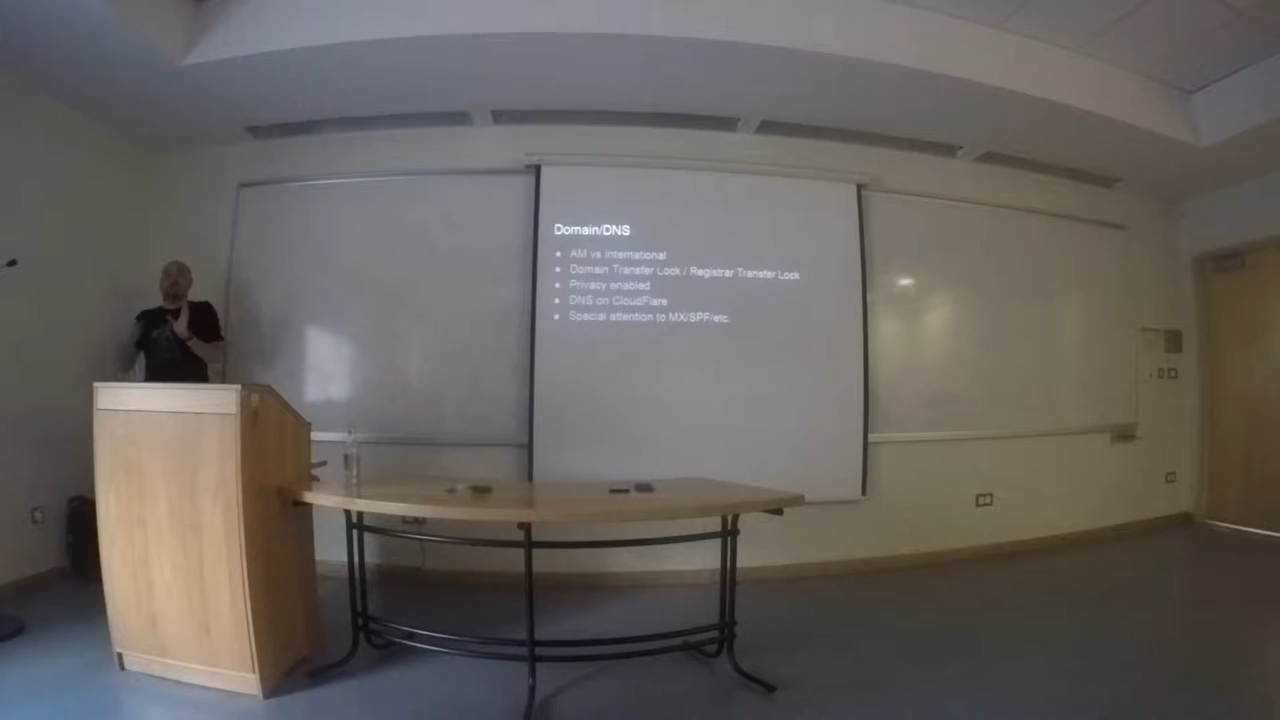 Domain/DNS
● AM vs International
● Domain Transfer Lock / Registrar Transfer Lock
● Privacy enabled
● DNS on CloudFlare
● Special attention to MX/SPF/etc.